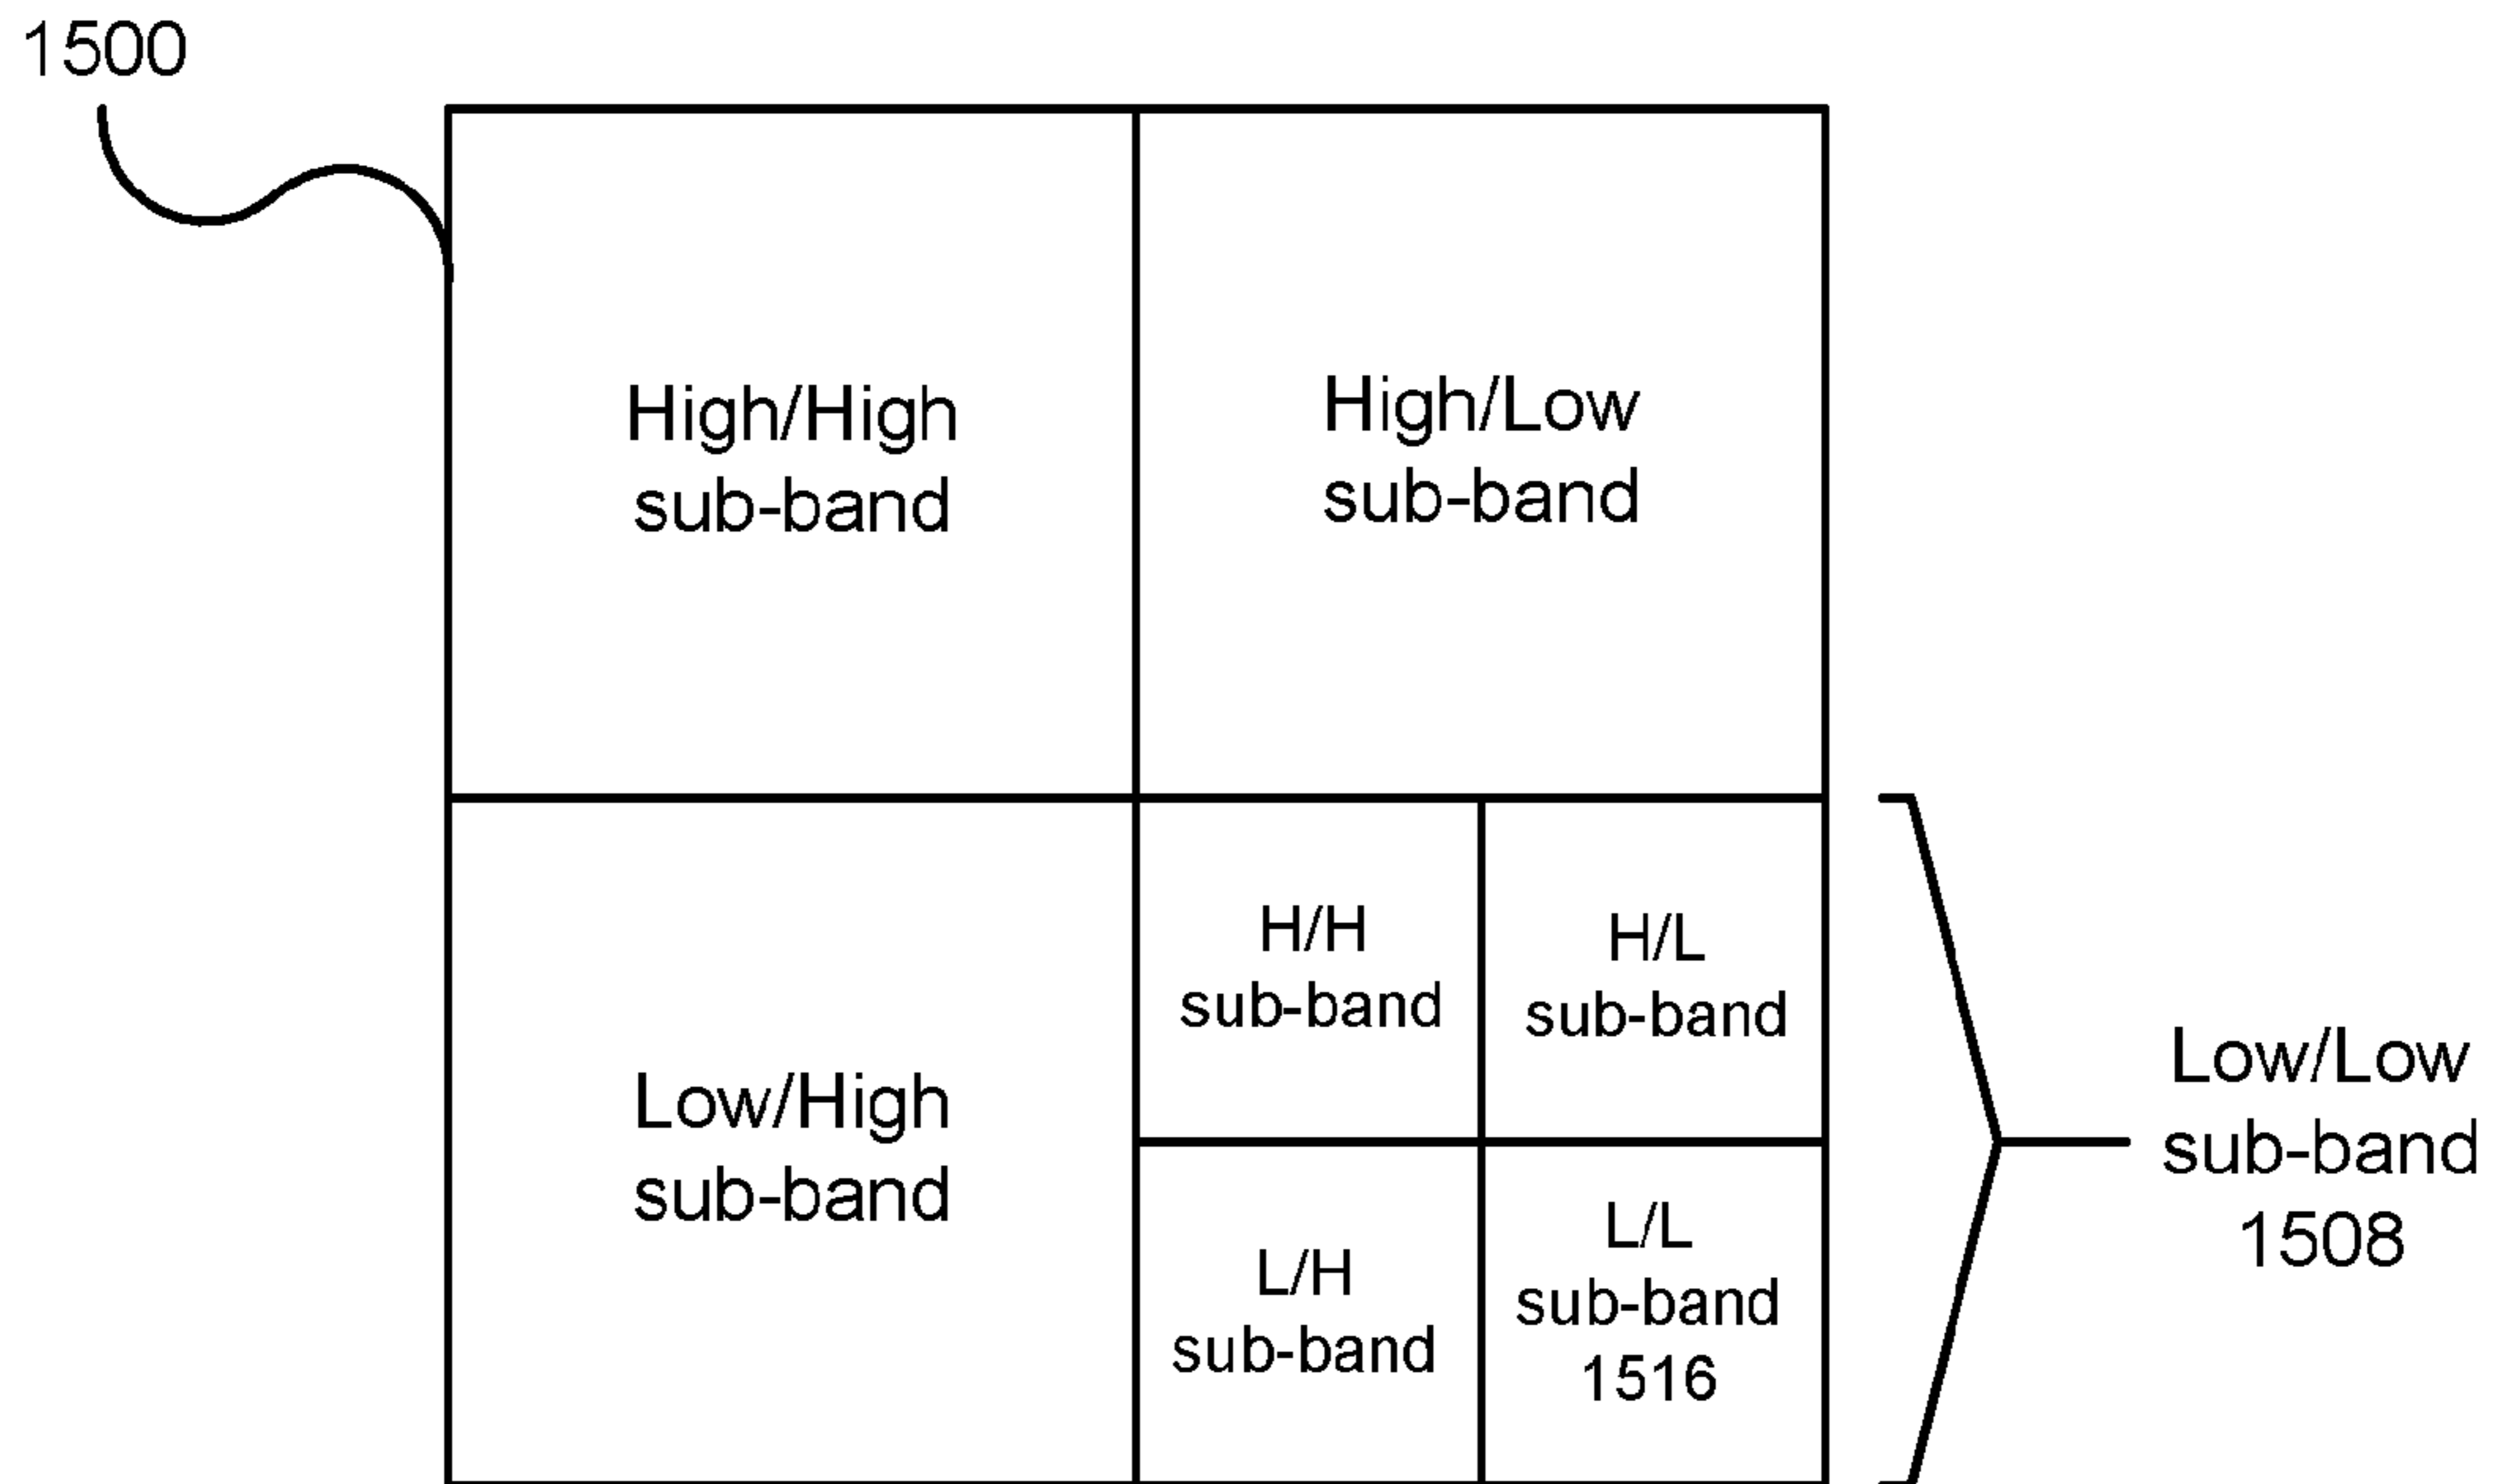 1500
High/High
sub-band
High/Low
sub-band
Low/High
sub-band
H/H
sub-band
H/L
sub-band
L/H
sub-band
L/L
sub-band
1516
Low/Low
sub-band
1508